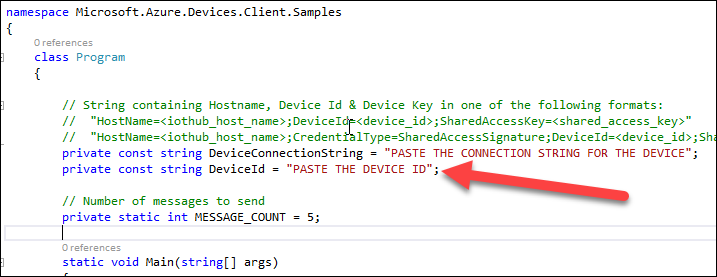 namespace Microsoft.Azure.Devices.Client.Samples
{
0 references
class Program
{
// String containing Hostname, Device Id & Device Key in one of the following formats:
// "HostName=<iothub_host_name>;DeviceId=<device_id>;SharedAccessKey=<shared_access_key>"
// "HostName=<iothub_host_name>;CredentialType=SharedAccessSignature;DeviceId=<device_id>;Sha
private const string DeviceConnectionString = "PASTE THE CONNECTION STRING FOR THE DEVICE";
private const string DeviceId = "PASTE THE DEVICE ID";
// Number of messages to send
private static int MESSAGE_COUNT = 5;
0 references
static void Main(string[] args)
{